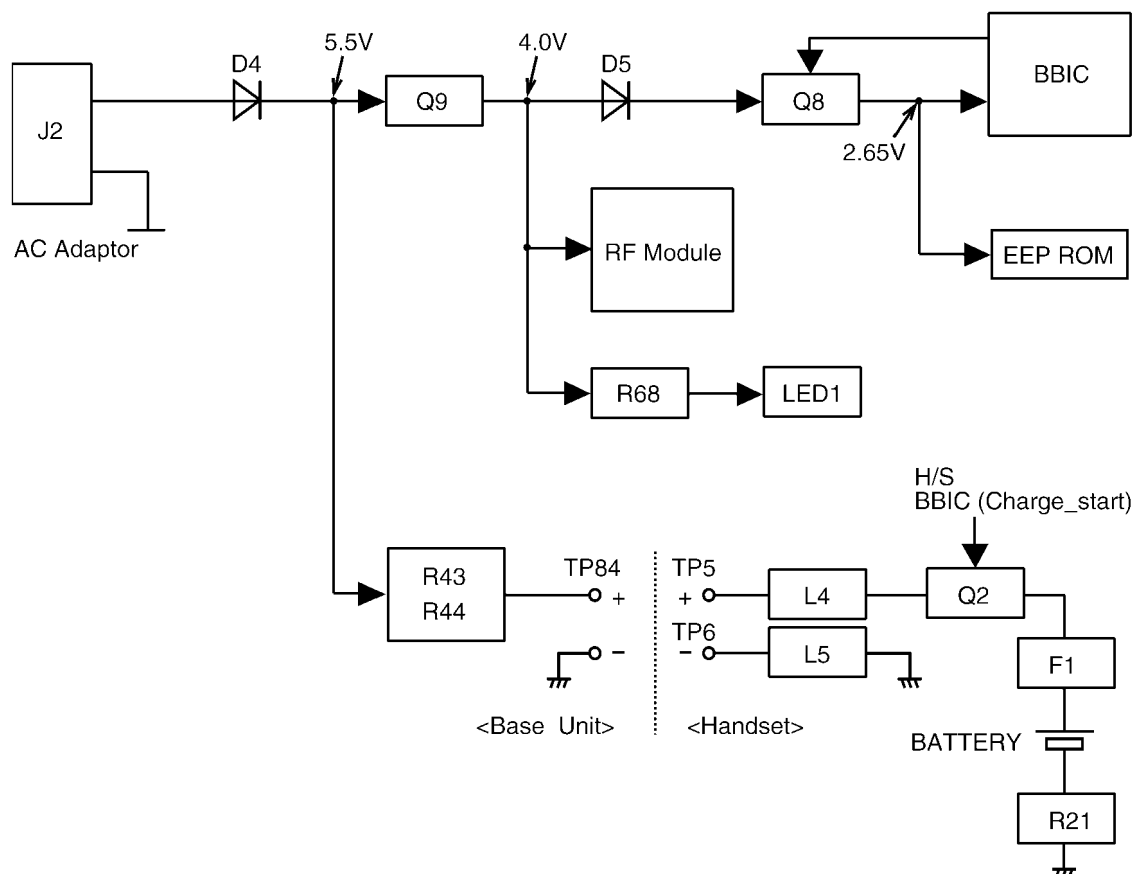 5.5V
4.0V
D4
D5
BBIC
Q9
Q8
J2
2.65V
AC Adaptor
RF Module
EEP ROM
R68
LED1
H/S
BBIC (Charge_start)
R43
R44
TP84
+
TP5
+
L4
Q2
TP6
−
−
L5
F1
<Base Unit>
<Handset>
BATTERY
R21